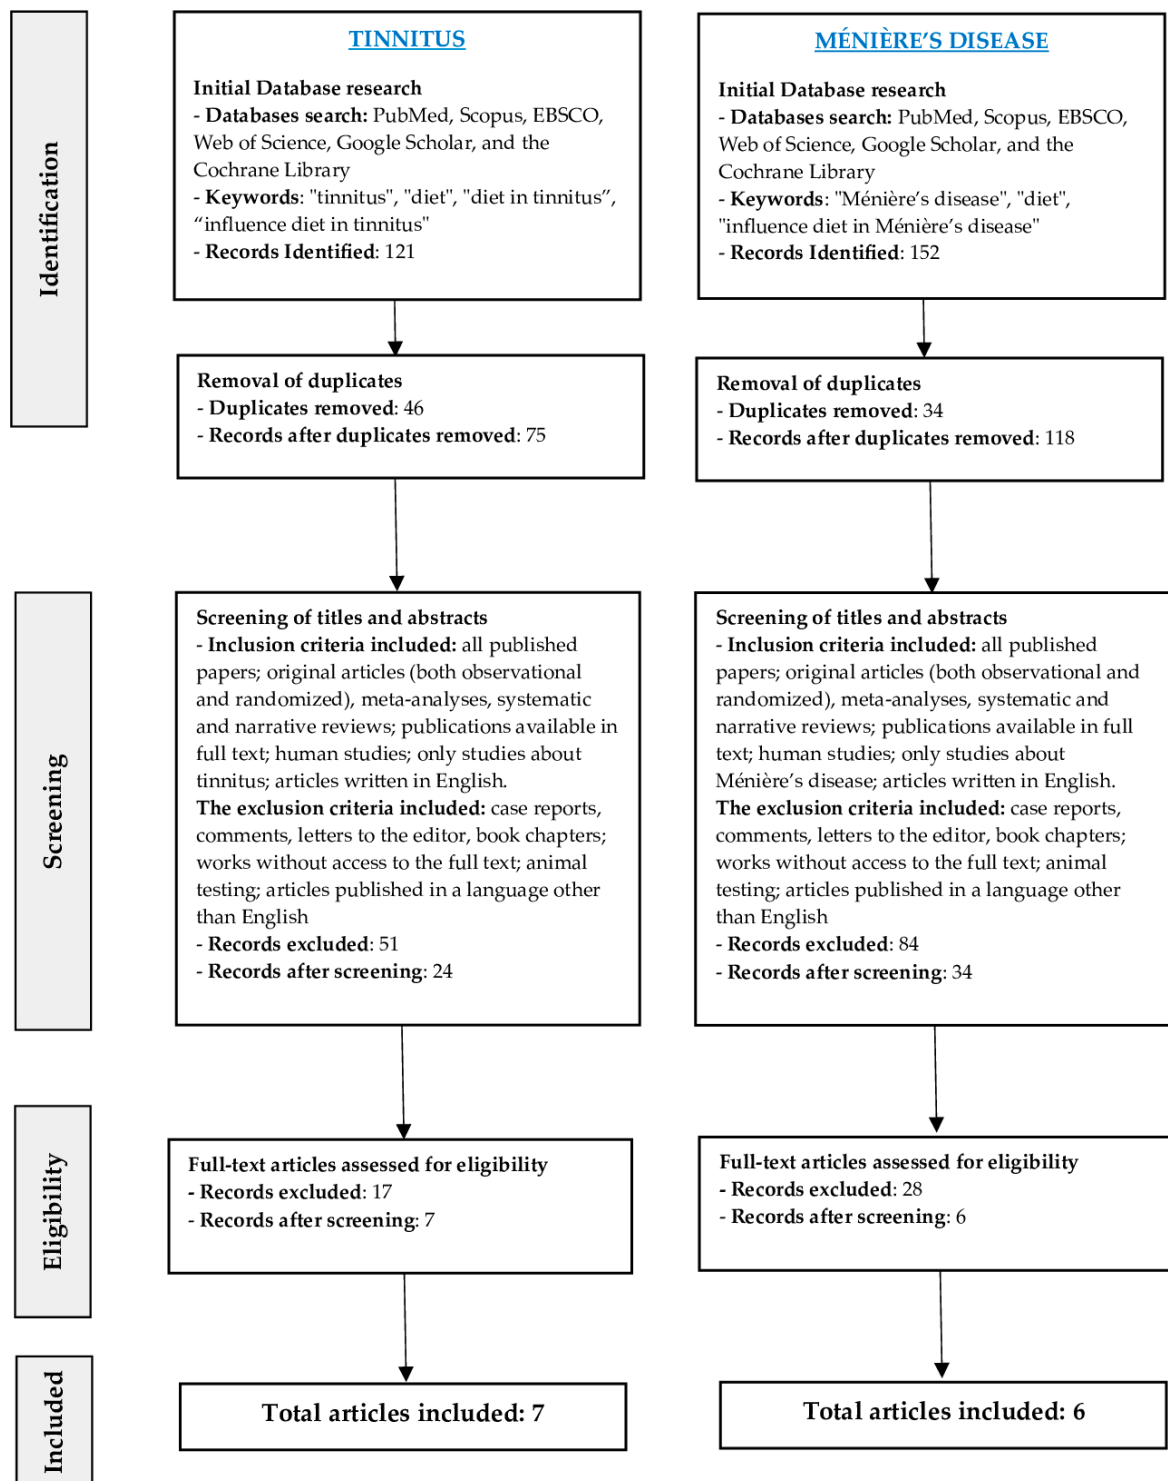 Identification
TINNITUS
Initial Database research
- Databases search: PubMed, Scopus, EBSCO,
Web of Science, Google Scholar, and the
Cochrane Library
- Keywords: "tinnitus", "diet", "diet in tinnitus”,
“influence diet in tinnitus"
- Records Identified: 121
MÉNIÈRE’S DISEASE
Initial Database research
- Databases search: PubMed, Scopus, EBSCO,
Web of Science, Google Scholar, and the
Cochrane Library
- Keywords: "Ménière’s disease", "diet",
"influence diet in Ménière’s disease"
- Records Identified: 152
Removal of duplicates
- Duplicates removed: 46
- Records after duplicates removed: 75
Removal of duplicates
- Duplicates removed: 34
- Records after duplicates removed: 118
Screening
Screening of titles and abstracts
- Inclusion criteria included: all published
papers; original articles (both observational
and randomized), meta-analyses, systematic
and narrative reviews; publications available in
full text; human studies; only studies about
tinnitus; articles written in English.
The exclusion criteria included: case reports,
comments, letters to the editor, book chapters;
works without access to the full text; animal
testing; articles published in a language other
than English
- Records excluded: 51
- Records after screening: 24
Screening of titles and abstracts
- Inclusion criteria included: all published
papers; original articles (both observational and
randomized), meta-analyses, systematic and
narrative reviews; publications available in full
text; human studies; only studies about
Ménière’s disease; articles written in English.
The exclusion criteria included: case reports,
comments, letters to the editor, book chapters;
works without access to the full text; animal
testing; articles published in a language other
than English
- Records excluded: 84
- Records after screening: 34
Eligibility
Full-text articles assessed for eligibility
- Records excluded: 17
- Records after screening: 7
Full-text articles assessed for eligibility
- Records excluded: 28
- Records after screening: 6
Included
Total articles included: 7
Total articles included: 6